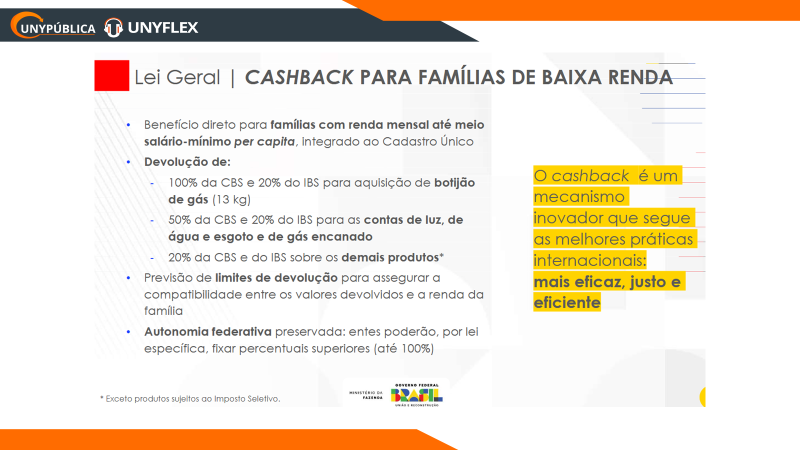 UNYPÚBLICA UNYFLEX
Lei Geral | CASHBACK PARA FAMÍLIAS DE BAIXA RENDA
• Benefício direto para famílias com renda mensal até meio
salário-mínimo per capita, integrado ao Cadastro Único
• Devolução de:
- 100% da CBS e 20% do IBS para aquisição de botijão
de gás (13 kg)
- 50% da CBS e 20% do IBS para as contas de luz, de
água e esgoto e de gás encanado
- 20% da CBS e do IBS sobre os demais produtos*
• Previsão de limites de devolução para assegurar a
compatibilidade entre os valores devolvidos e a renda da
família
• Autonomia federativa preservada: entes poderão, por lei
específica, fixar percentuais superiores (até 100%)
O cashback é um
mecanismo
inovador que segue
as melhores práticas
internacionais:
mais eficaz, justo e
eficiente
* Exceto produtos sujeitos ao Imposto Seletivo.
MINISTÉRIO DA
FAZENDA
GOVERNO FEDERAL
BRASIL
UNIÃO E RECONSTRUÇÃO